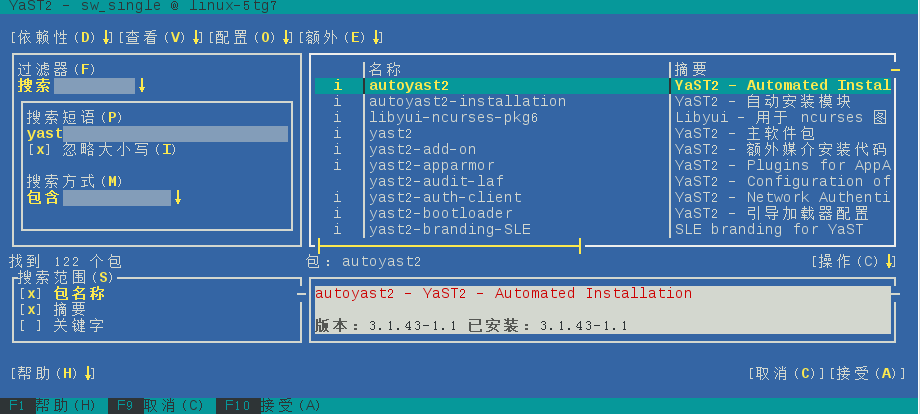 YaST2 - sw_single @ linux-5tg7
[依赖性(D)↓][查看(V)↓][配置(O)↓][额外(E)↓]
过滤器(F)
搜索 ↓
搜索短语(P)
yast
[x] 忽略大小写(I)
搜索方式(M)
包含 ↓
名称 摘要
i autoyast2 YaST2 - Automated Instal
i autoyast2-installation YaST2 - 自动安装模块
i libyui-ncurses-pkg6 Libyui - 用于 ncurses 图
i yast2 YaST2 - 主软件包
i yast2-add-on YaST2 - 额外媒介安装代码
i yast2-apparmor YaST2 - Plugins for AppA
yast2-audit-laf YaST2 - Configuration of
i yast2-auth-client YaST2 - Network Authenti
i yast2-bootloader YaST2 - 引导加载器配置
i yast2-branding-SLE SLE branding for YaST
找到 122 个包
包: autoyast2 [操作(C)↓]
搜索范围(S)
[x] 包名称
[x] 摘要
[ ] 关键字
autoyast2 - YaST2 - Automated Installation
版本: 3.1.43-1.1 已安装: 3.1.43-1.1
[帮助(H)↓] [取消(C)][接受(A)]
F1 帮助(H) F9 取消(C) F10 接受(A)